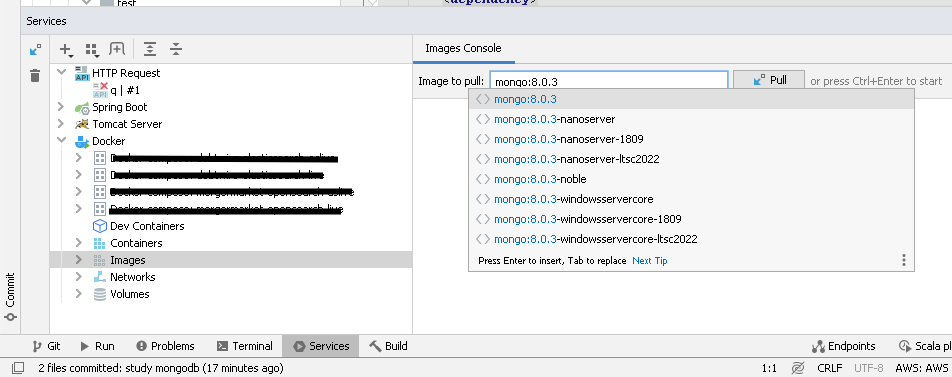 test
<dependency>
Services
Images Console
HTTP Request
q | #1
Spring Boot
Tomcat Server
Docker
Dev Containers
Containers
Images
Networks
Volumes
Image to pull: mongo:8.0.3 Pull or press Ctrl+Enter to start
mongo:8.0.3
mongo:8.0.3-nanoserver
mongo:8.0.3-nanoserver-1809
mongo:8.0.3-nanoserver-ltsc2022
mongo:8.0.3-noble
mongo:8.0.3-windowsservercore
mongo:8.0.3-windowsservercore-1809
mongo:8.0.3-windowsservercore-ltsc2022
Press Enter to insert, Tab to replace Next Tip
Commit
Git Run Problems Terminal Services Build Endpoints Scala pl
2 files committed: study mongodb (17 minutes ago) 1:1 CRLF UTF-8 AWS: AWS